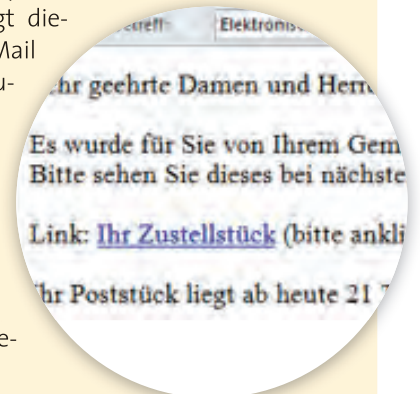 gt die-
Mail
u-
Betreff: Elektronis
hr geehrte Damen und Herr
Es wurde für Sie von Ihrem Gem
Bitte sehen Sie dieses bei nächste
Link: Ihr Zustellstück (bitte ankli
hr Poststück liegt ab heute 21
e-